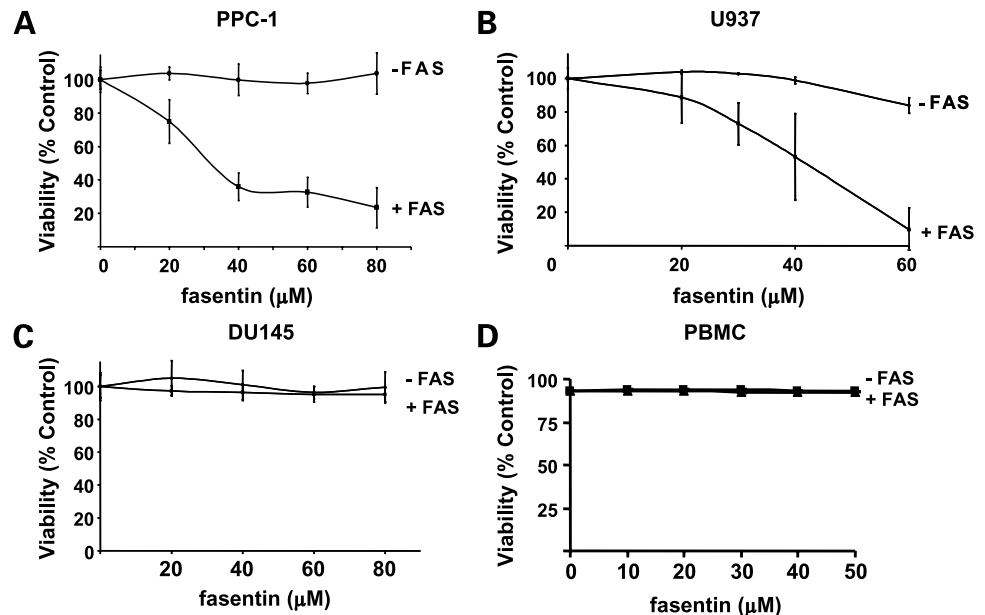 A
PPC-1
Viability (% Control)
100
80
60
40
20
0
20
40
60
80
fasentin (µM)
-FAS
+ FAS
B
U937
Viability (% Control)
100
80
60
40
20
0
20
40
60
fasentin (µM)
- FAS
+ FAS
C
DU145
Viability (% Control)
100
80
60
40
20
0
20
40
60
80
fasentin (µM)
- FAS
+ FAS
D
PBMC
Viability (% Control)
100
75
50
25
0
10
20
30
40
50
fasentin (µM)
- FAS
+ FAS